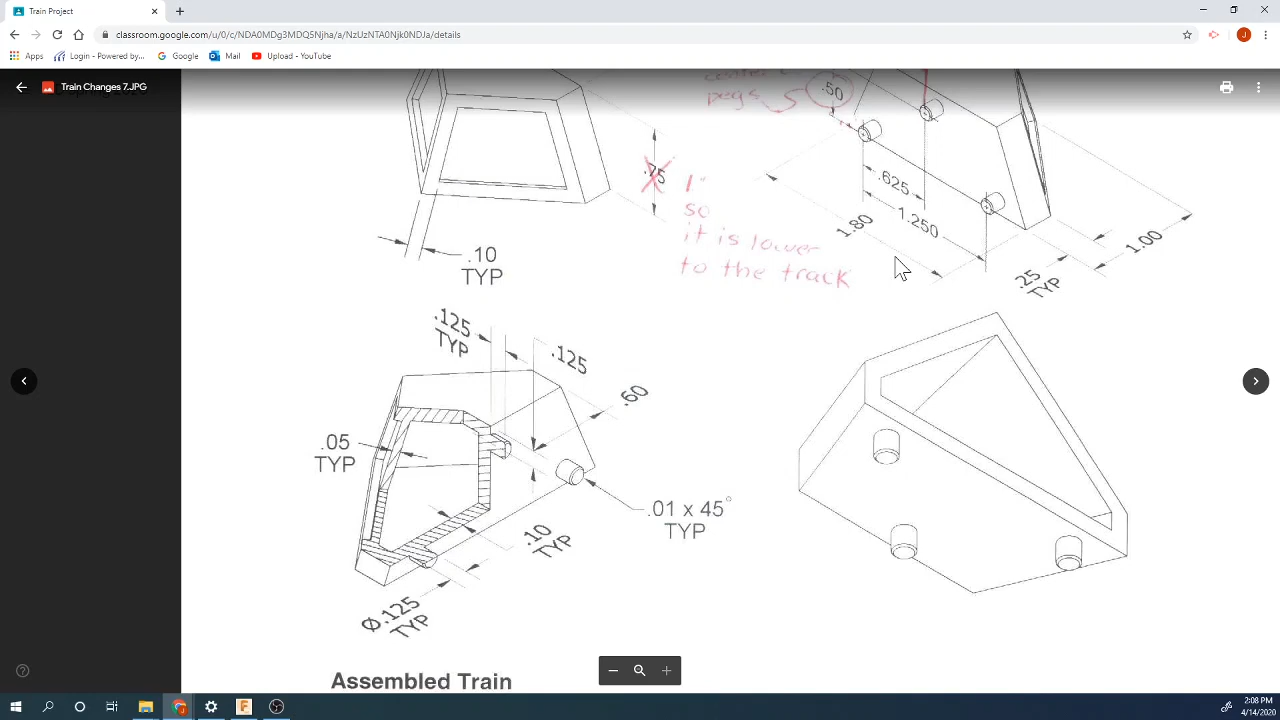 Train Project
classroom.google.com/u/0/c/NDA0MDg3MDQ5Njha/a/NzUzNTA0Njk0NDJa/details
Apps
Login - Powered by...
Google
Mail
Upload - YouTube
Train Changes 7.JPG
pegs
.50
.75
1"
so
it is lower
to the track
.10
TYP
.625
1.250
1.80
1.00
.25
TYP
.125
TYP
.125
.60
.05
TYP
.01 x 45°
TYP
.10
TYP
Ø.125
TYP
Assembled Train
2:08 PM
4/14/2020